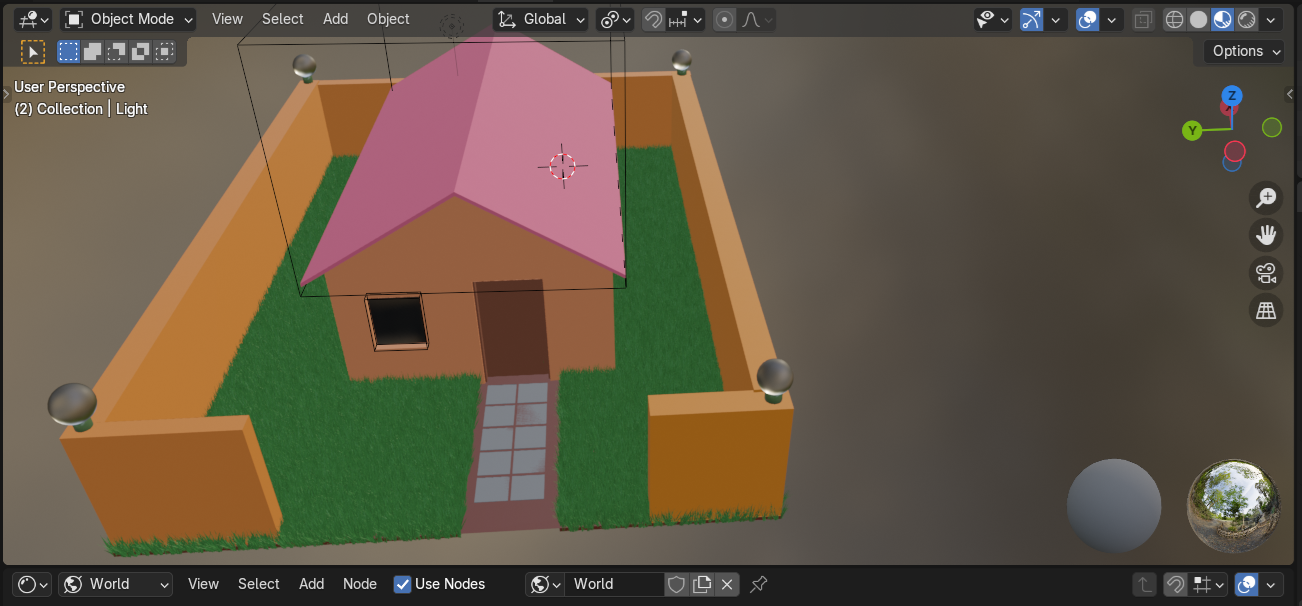 Object Mode View Select Add Object Global
Options
User Perspective
(2) Collection | Light
Z
X
Y
World View Select Add Node Use Nodes World